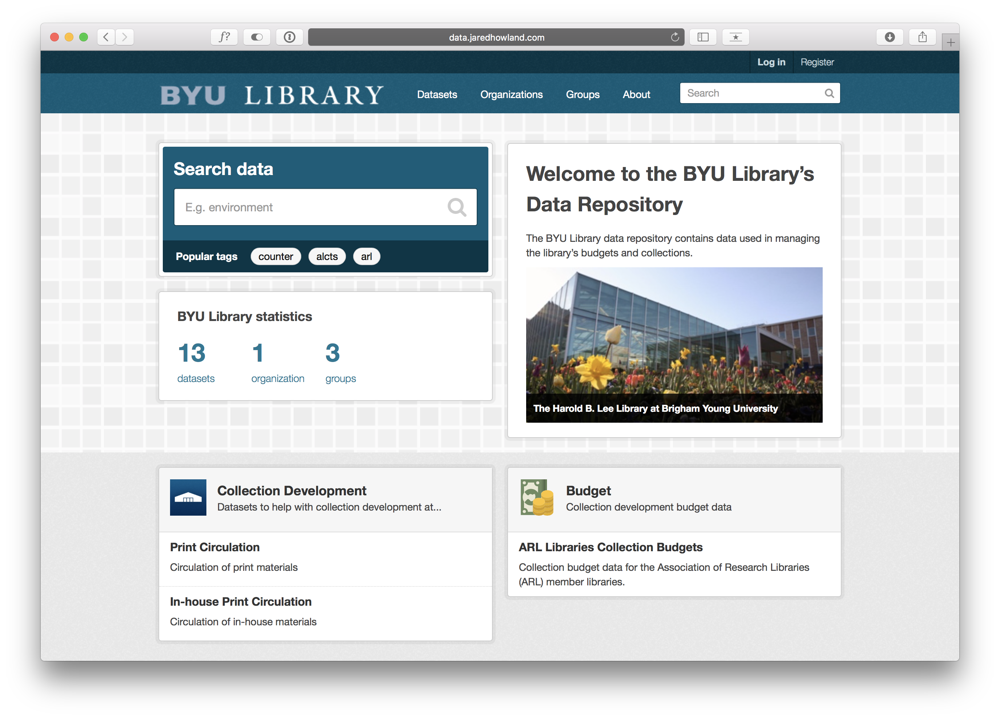 f?
data.jaredhowland.com
Log in Register
BYU LIBRARY Datasets Organizations Groups About Search
Search data
E.g. environment
Popular tags counter alcts arl
BYU Library statistics
13 1 3
datasets organization groups
Welcome to the BYU Library’s
Data Repository
The BYU Library data repository contains data used in managing
the library’s budgets and collections.
The Harold B. Lee Library at Brigham Young University
Collection Development
Datasets to help with collection development at...
Print Circulation
Circulation of print materials
In-house Print Circulation
Circulation of in-house materials
Budget
Collection development budget data
ARL Libraries Collection Budgets
Collection budget data for the Association of Research Libraries
(ARL) member libraries.